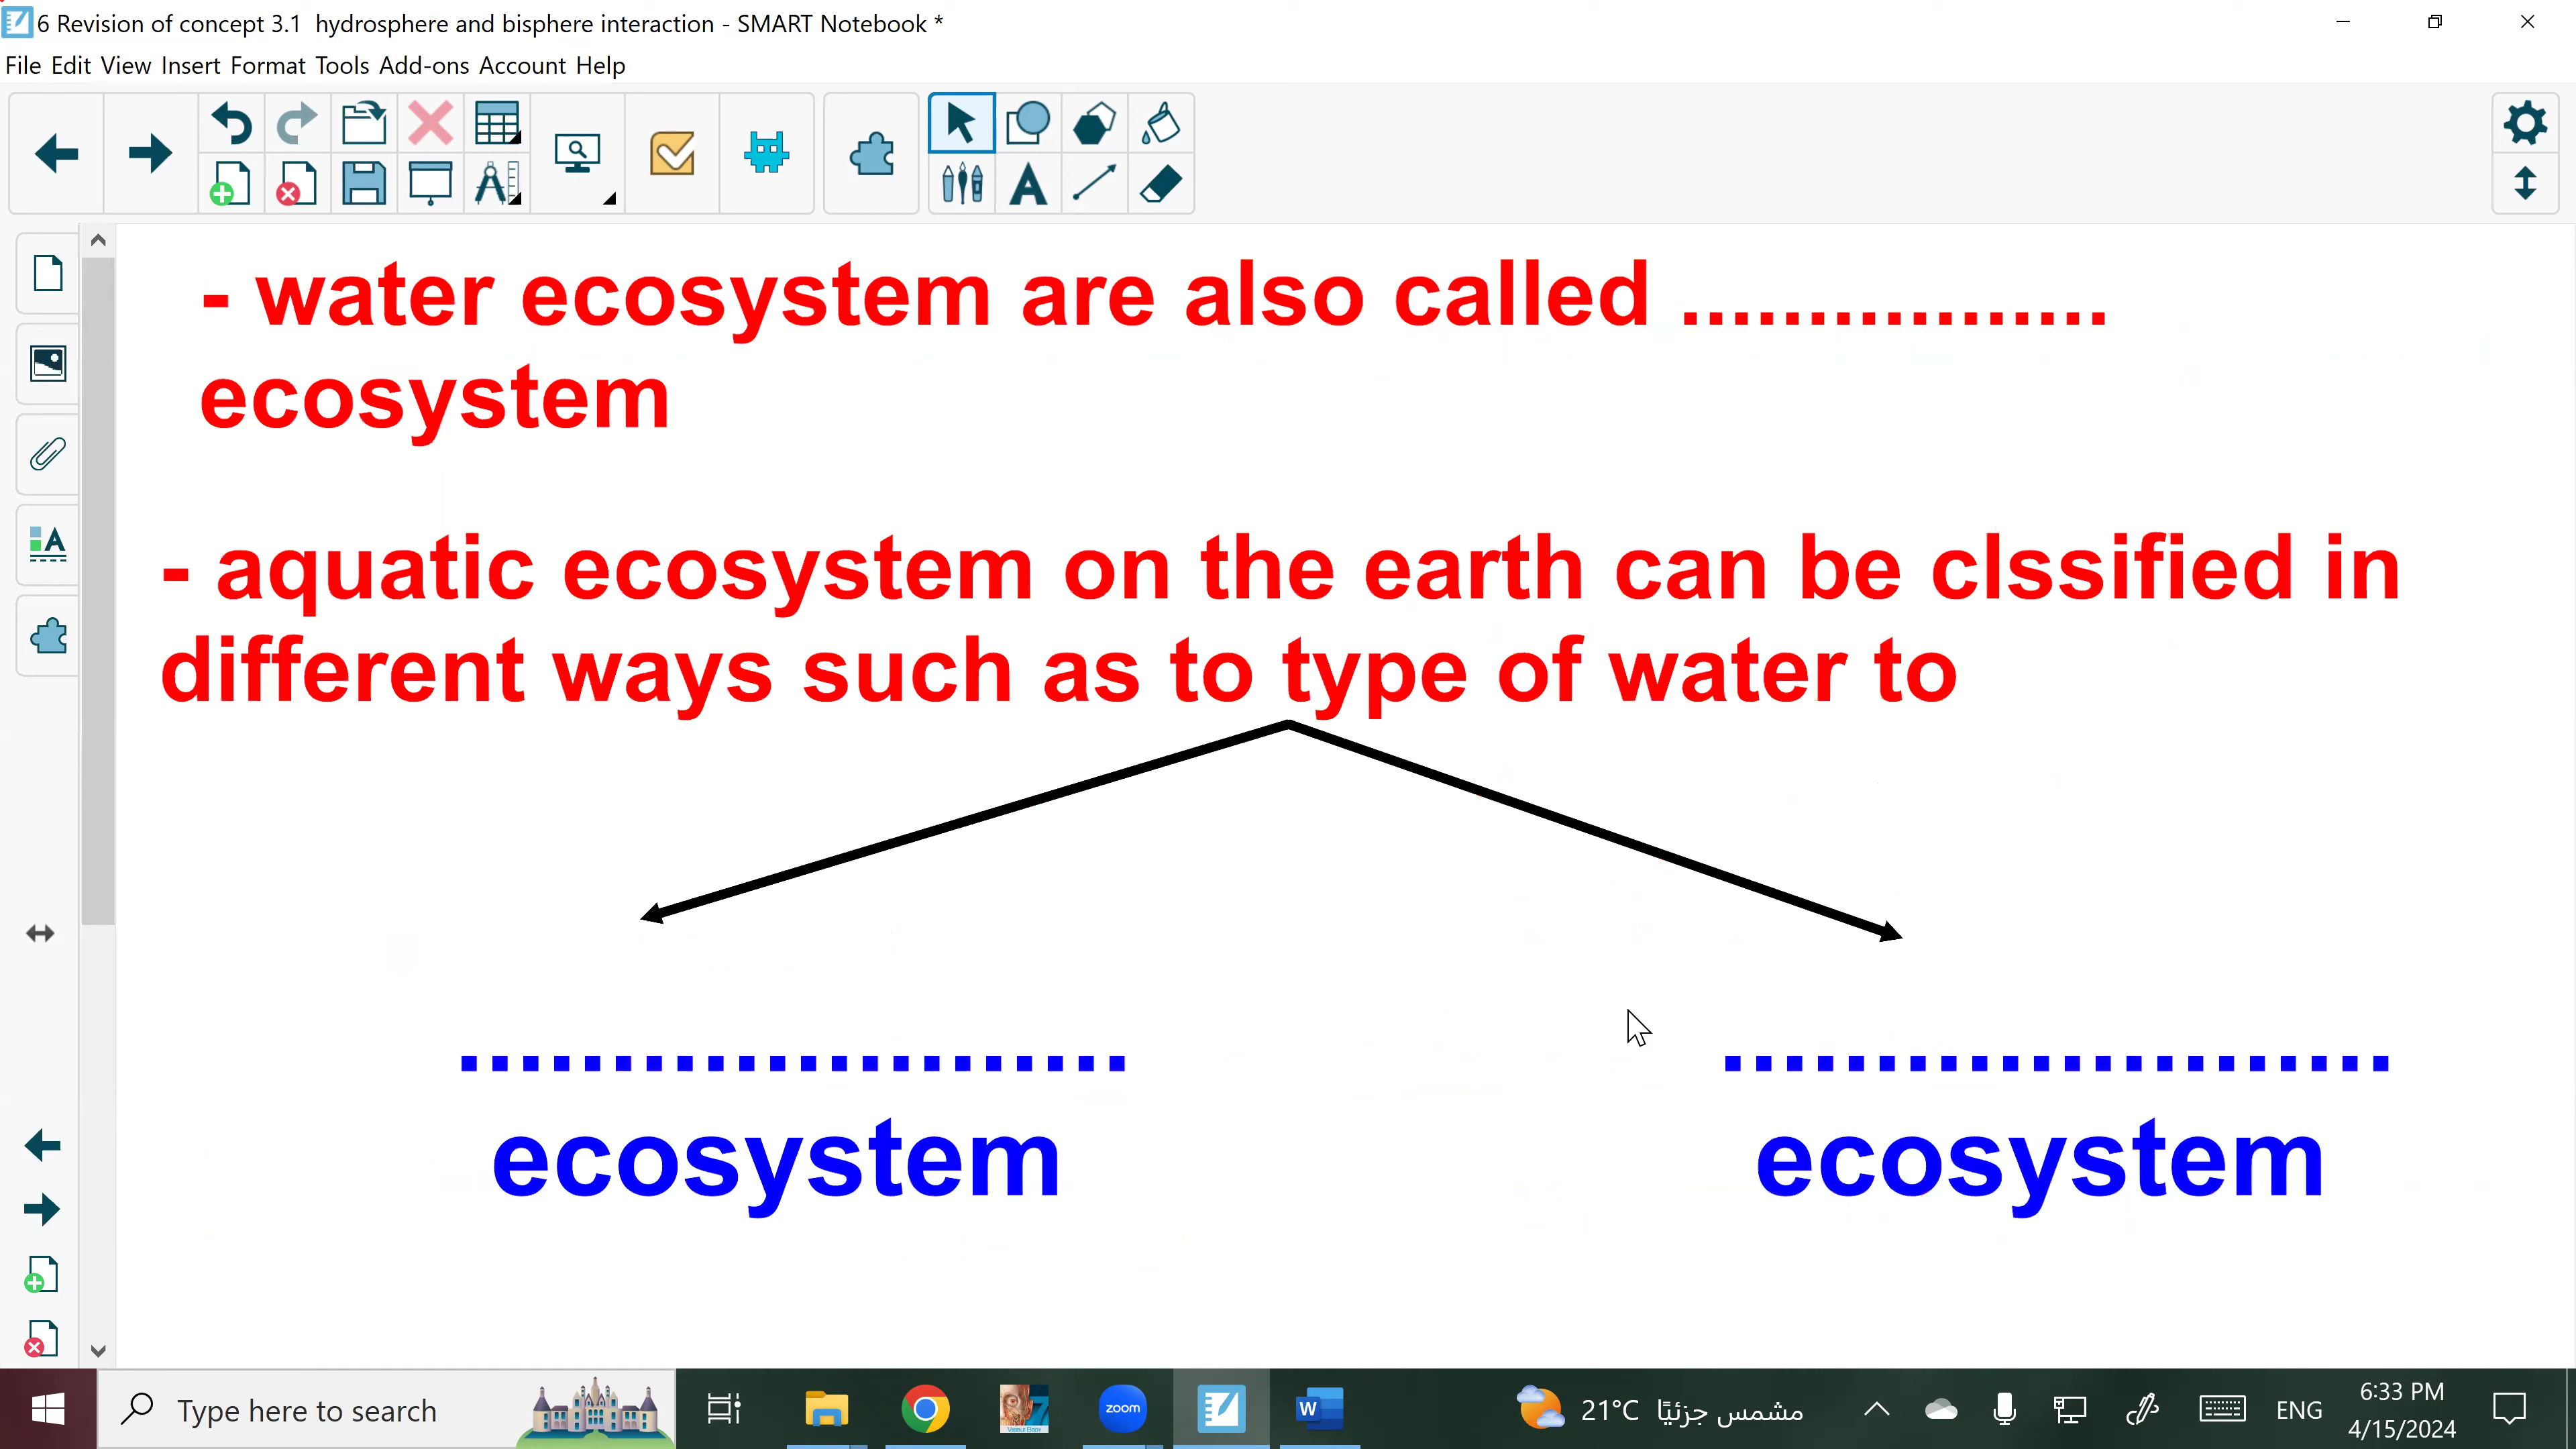 6 Revision of concept 3.1  hydrosphere and bisphere interaction - SMART Notebook *
File Edit View Insert Format Tools Add-ons Account Help
- water ecosystem are also called ...............
ecosystem
- aquatic ecosystem on the earth can be clssified in
different ways such as to type of water to
...................... ......................
ecosystem ecosystem
Type here to search
zoom
W
21°C مشمس جزئيًا
ENG
6:33 PM
4/15/2024